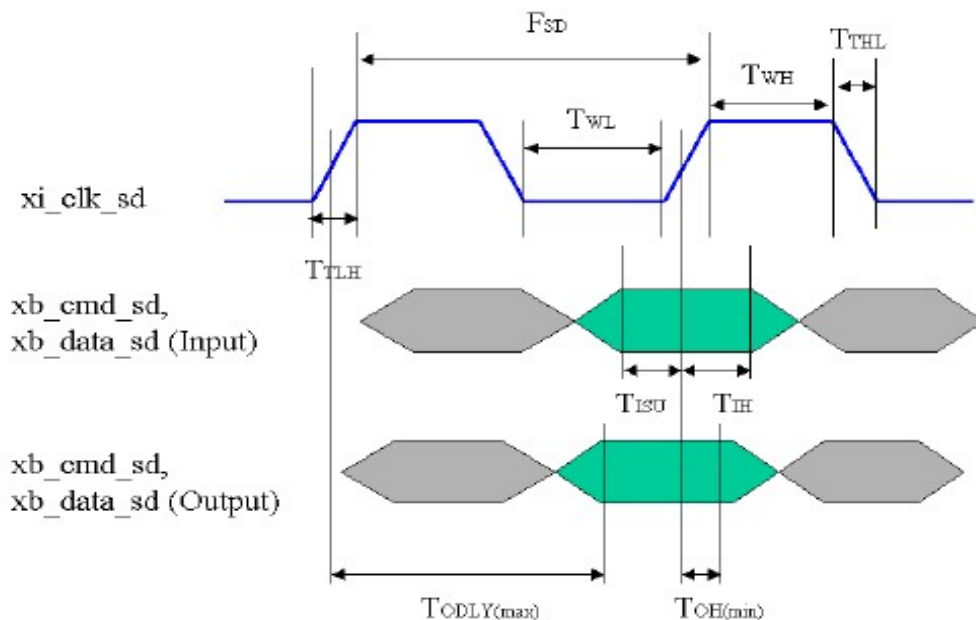 FSD
TTHL
TWH
TWL
xi_clk_sd
TTLH
xb_cmd_sd,
xb_data_sd (Input)
TISU
TIH
xb_cmd_sd,
xb_data_sd (Output)
TODLY(max)
TOH(min)